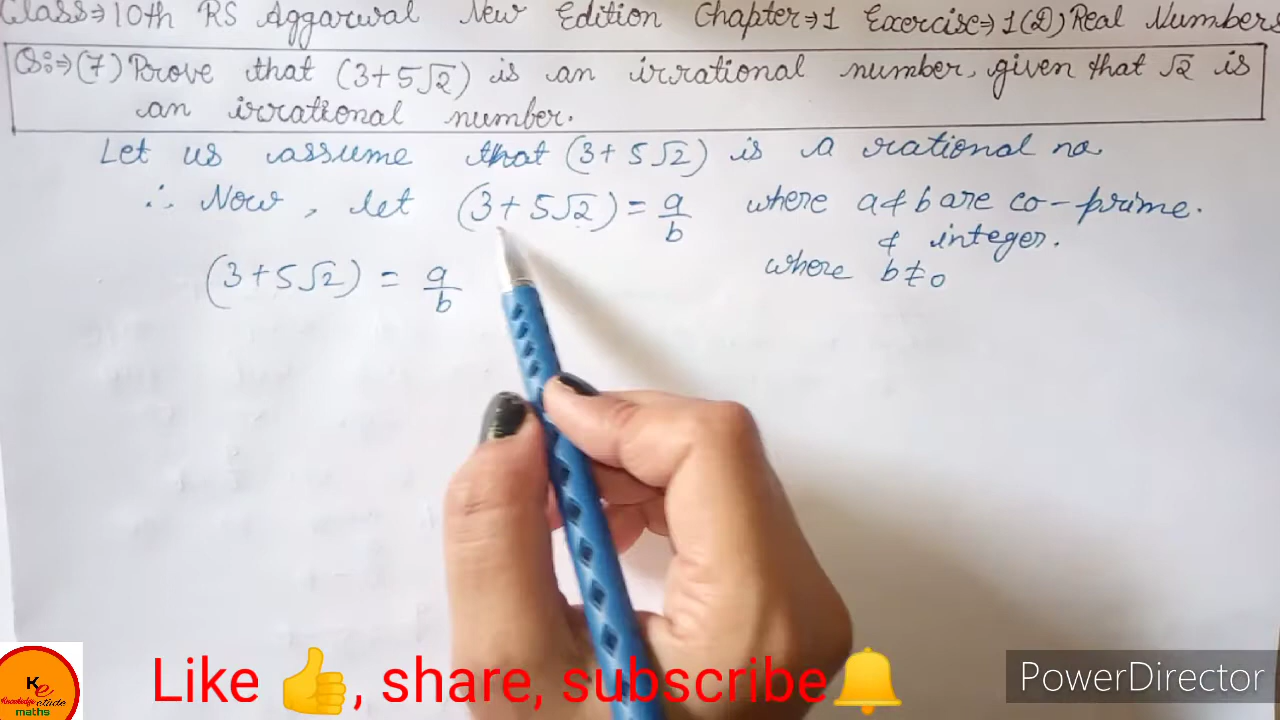 Class⇒10th RS Aggarwal New Edition Chapter⇒1 Exercise⇒1(D) Real Numbers
Q:⇒(7) Prove that (3+5√2) is an irrational number, given that √2 is
an irrational number.
Let us assume that (3+5√2) is a rational no.
∴ Now, let (3+5√2) = a/b where a & b are co-prime.
& integer.
(3+5√2) = a/b where b≠0
Like 👍, share, subscribe🔔
Ke
Knowledge etude
maths
PowerDirector